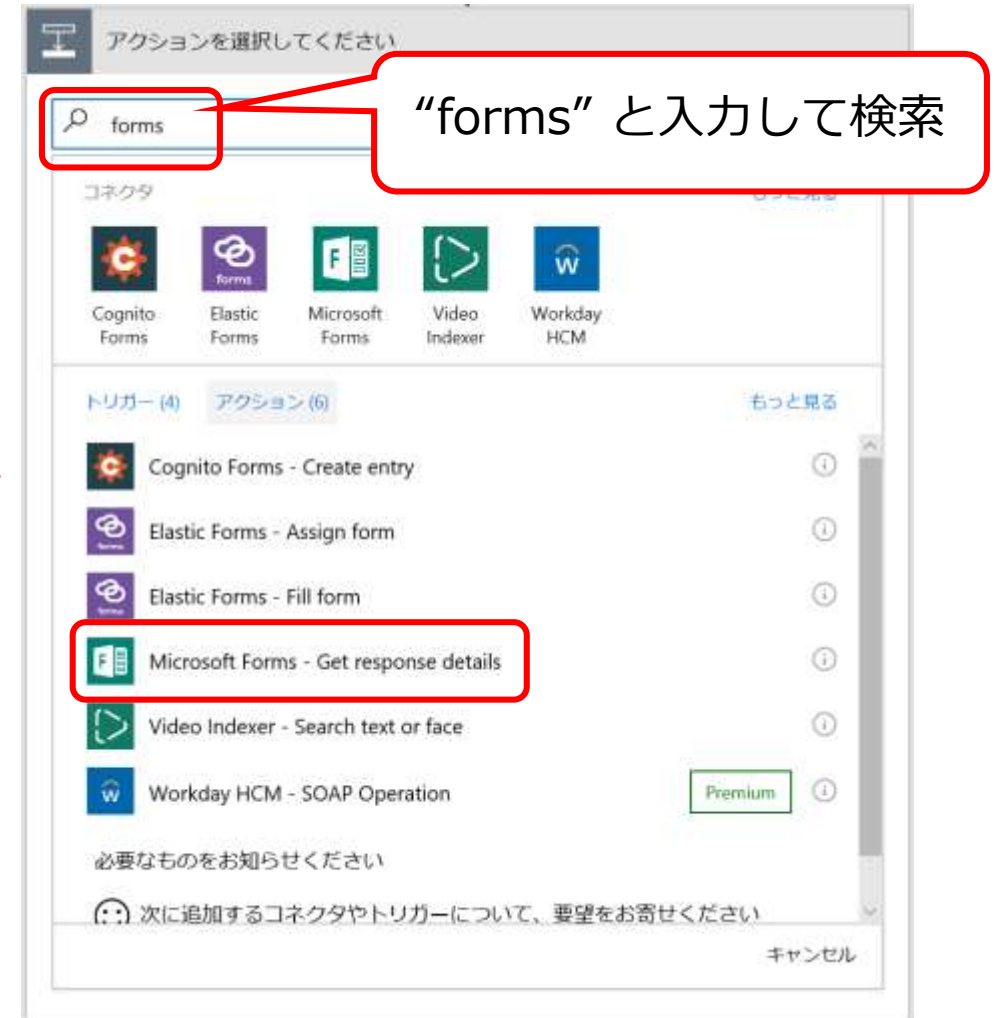 アクションを選択してください
“forms” と入力して検索
forms
コネクタ
もっと見る
forms
Cognito Forms
Elastic Forms
Microsoft Forms
Video Indexer
Workday HCM
トリガー (4) アクション (6) もっと見る
Cognito Forms - Create entry
Elastic Forms - Assign form
Elastic Forms - Fill form
Microsoft Forms - Get response details
Video Indexer - Search text or face
Workday HCM - SOAP Operation Premium
必要なものをお知らせください
次に追加するコネクタやトリガーについて、要望をお寄せください
キャンセル